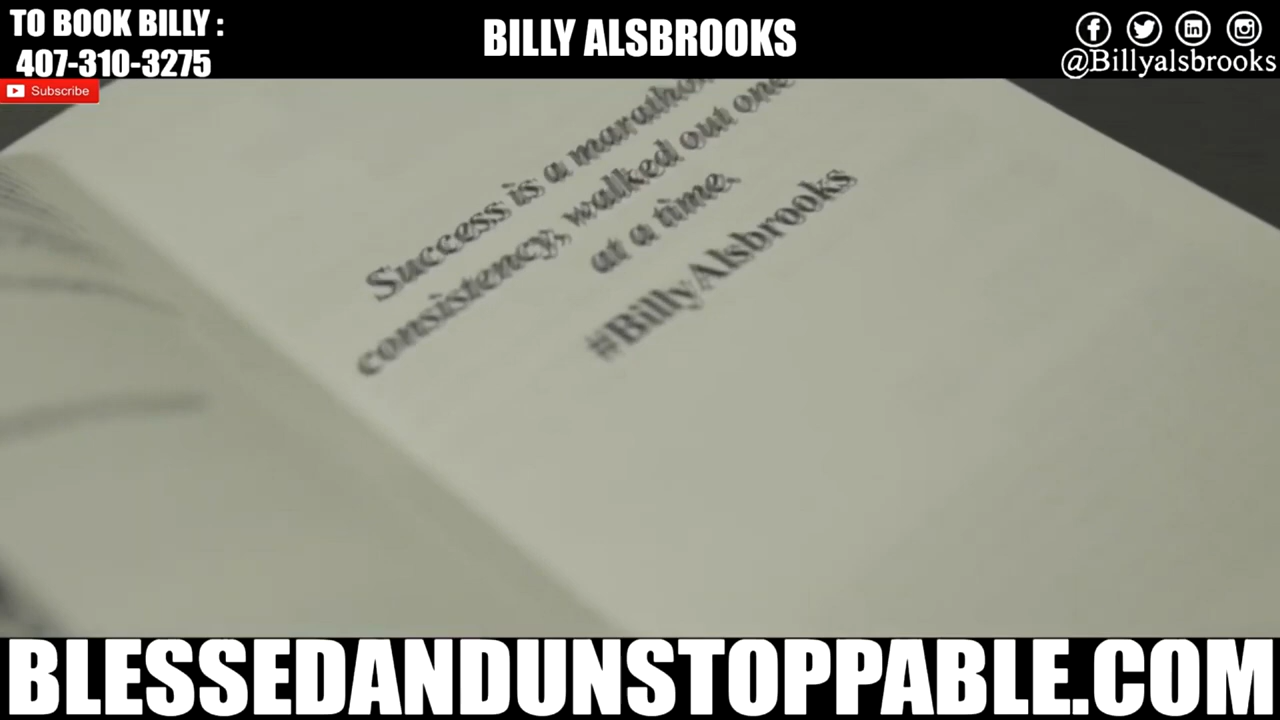 TO BOOK BILLY :
407-310-3275
BILLY ALSBROOKS
@Billyalsbrooks
Subscribe
Success is a
consistency, walked out one
at a time.
#BillyAlsbrooks
BLESSEDANDUNSTOPPABLE.COM